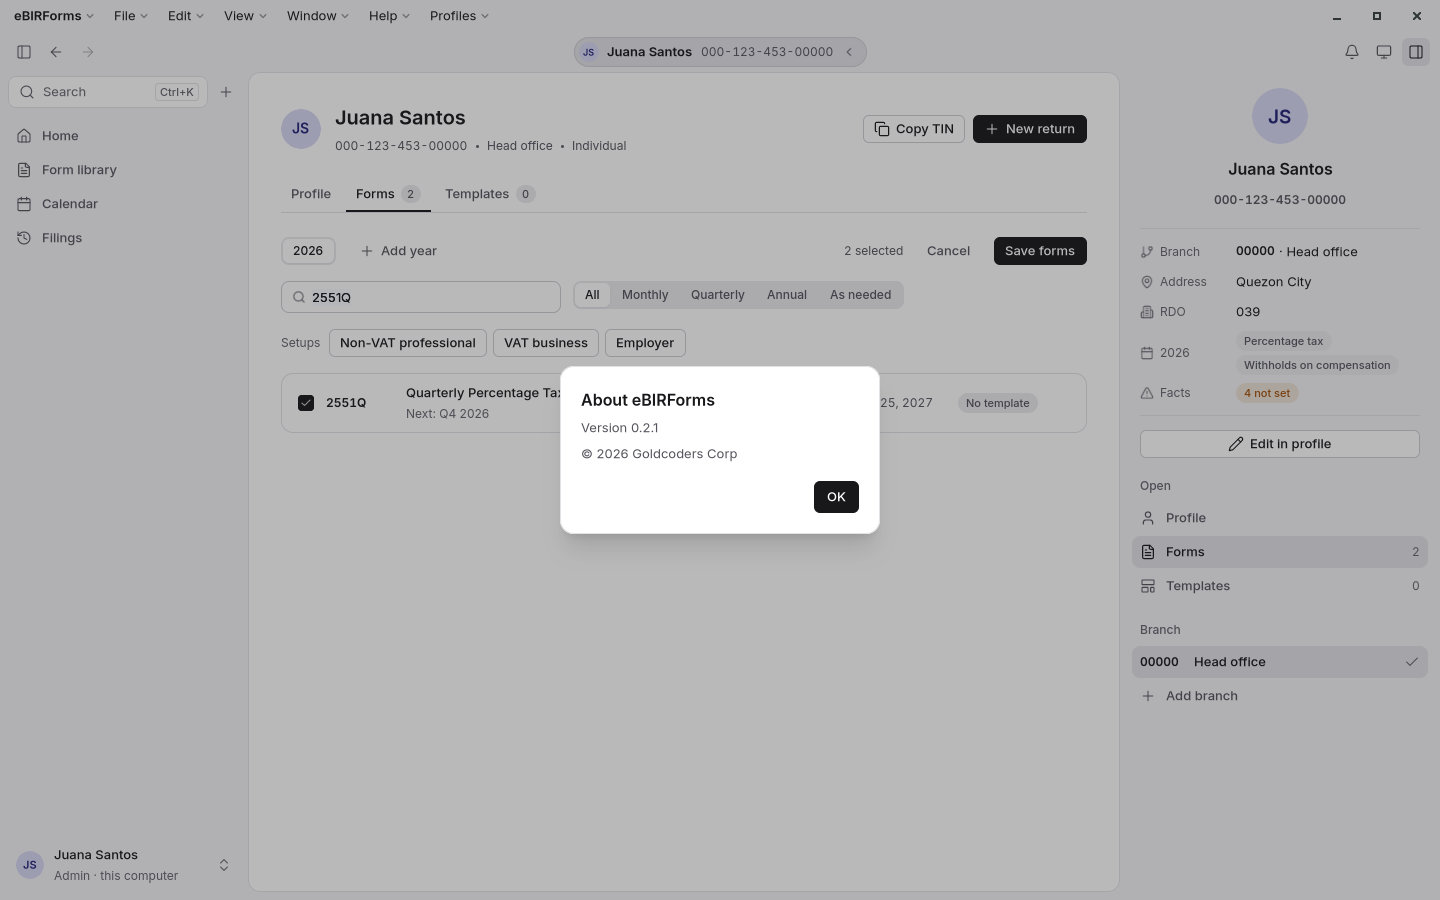 eBIRForms File Edit View Window Help Profiles
JS Juana Santos 000-123-453-00000
Search Ctrl+K
Home
Form library
Calendar
Filings
JS
Juana Santos
000-123-453-00000 • Head office • Individual
Copy TIN
New return
Profile Forms 2 Templates 0
2026 Add year 2 selected Cancel Save forms
2551Q
All Monthly Quarterly Annual As needed
Setups Non-VAT professional VAT business Employer
2551Q Quarterly Percentage Tax 25, 2027 No template
Next: Q4 2026
About eBIRForms
Version 0.2.1
© 2026 Goldcoders Corp
OK
JS
Juana Santos
000-123-453-00000
Branch 00000 · Head office
Address Quezon City
RDO 039
2026 Percentage tax
Withholds on compensation
Facts 4 not set
Edit in profile
Open
Profile
Forms 2
Templates 0
Branch
00000 Head office
Add branch
JS Juana Santos
Admin · this computer